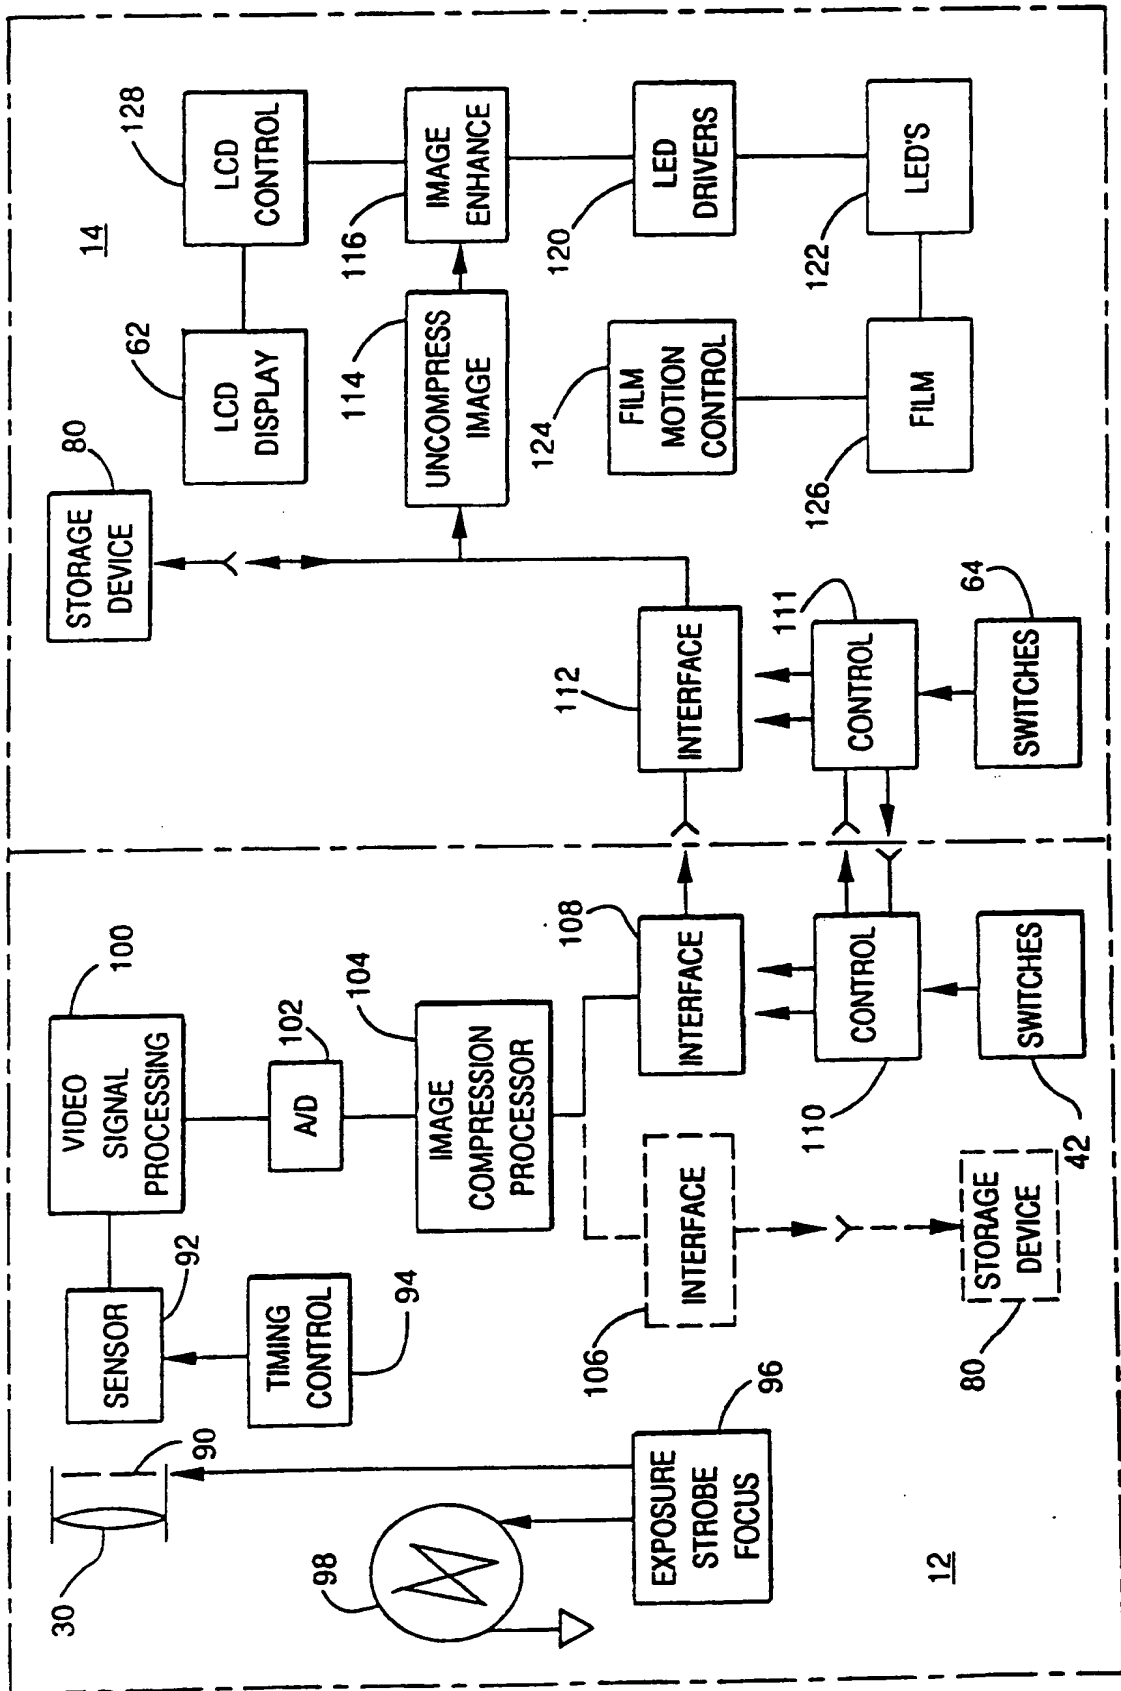 30
90
SENSOR
92
TIMING
CONTROL
94
VIDEO
SIGNAL
PROCESSING
100
A/D
102
IMAGE
COMPRESSION
PROCESSOR
104
98
EXPOSURE
STROBE
FOCUS
96
INTERFACE
106
STORAGE
DEVICE
80
INTERFACE
108
CONTROL
110
SWITCHES
42
12
STORAGE
DEVICE
80
LCD
DISPLAY
62
LCD
CONTROL
128
14
UNCOMPRESS
IMAGE
114
IMAGE
ENHANCE
116
INTERFACE
112
FILM
MOTION
CONTROL
124
LED
DRIVERS
120
CONTROL
111
FILM
126
LED'S
122
SWITCHES
64